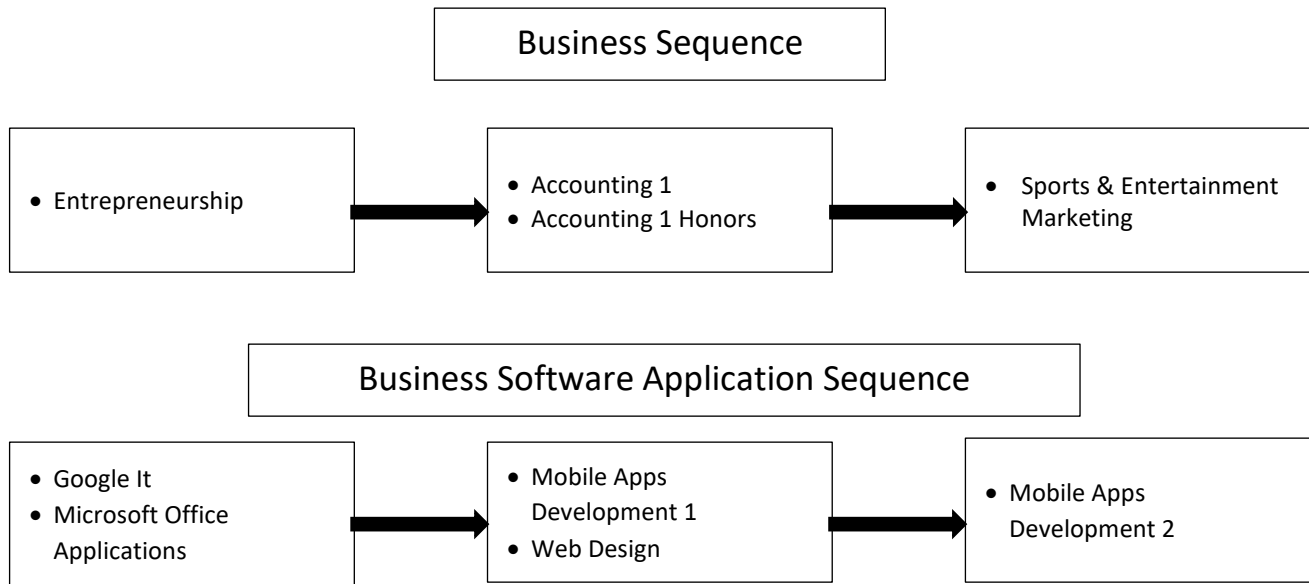 Business Sequence
• Entrepreneurship
• Accounting 1
• Accounting 1 Honors
• Sports & Entertainment
Marketing
Business Software Application Sequence
• Google It
• Microsoft Office
Applications
• Mobile Apps
Development 1
• Web Design
• Mobile Apps
Development 2